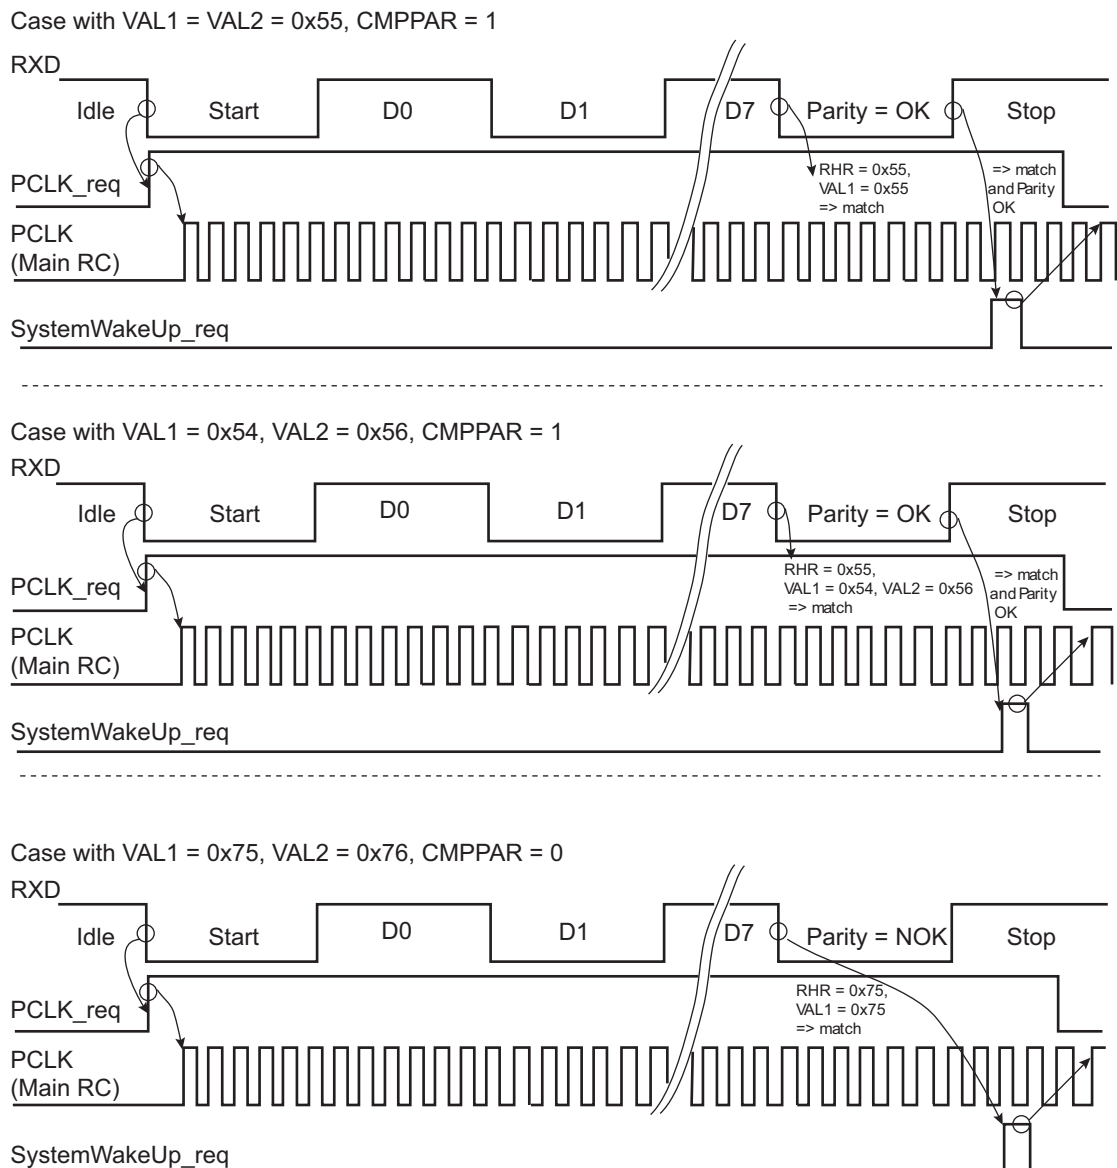 Case with VAL1 = VAL2 = 0x55, CMPPAR = 1
RXD
Idle Start D0 D1 D7 Parity = OK Stop
PCLK_req
RHR = 0x55,
VAL1 = 0x55
=> match
=> match
and Parity
OK
PCLK
(Main RC)
SystemWakeUp_req
Case with VAL1 = 0x54, VAL2 = 0x56, CMPPAR = 1
RXD
Idle Start D0 D1 D7 Parity = OK Stop
PCLK_req
RHR = 0x55,
VAL1 = 0x54, VAL2 = 0x56
=> match
=> match
and Parity
OK
PCLK
(Main RC)
SystemWakeUp_req
Case with VAL1 = 0x75, VAL2 = 0x76, CMPPAR = 0
RXD
Idle Start D0 D1 D7 Parity = NOK Stop
PCLK_req
RHR = 0x75,
VAL1 = 0x75
=> match
PCLK
(Main RC)
SystemWakeUp_req